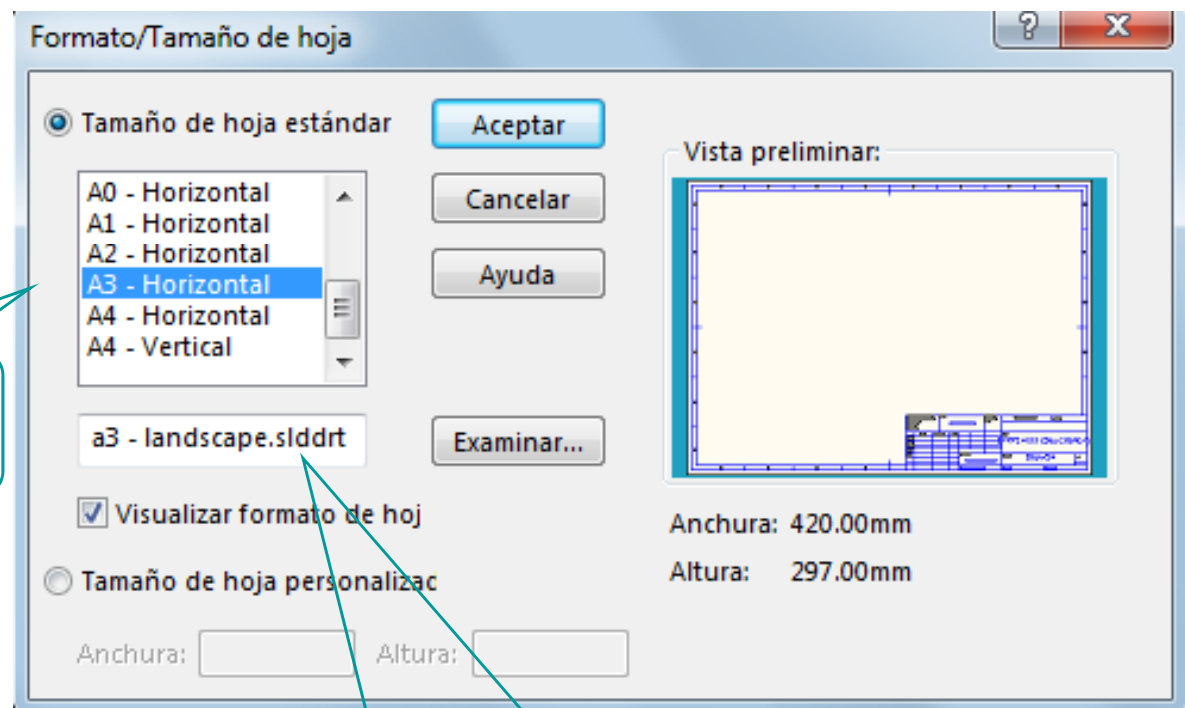 Formato/Tamaño de hoja
Tamaño de hoja estándar
Aceptar
A0 - Horizontal
A1 - Horizontal
A2 - Horizontal
A3 - Horizontal
A4 - Horizontal
A4 - Vertical
Cancelar
Ayuda
a3 - landscape.slddrt
Examinar...
Visualizar formato de hoj
Tamaño de hoja personalizac
Anchura:
Altura:
Vista preliminar:
Anchura: 420.00mm
Altura: 297.00mm